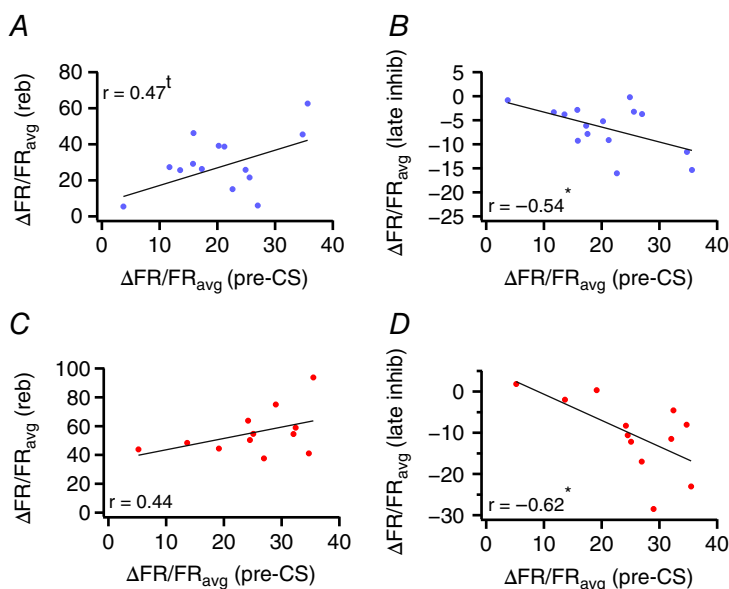 A
ΔFR/FRavg (reb)
80
60
40
20
0
r = 0.47t
0 10 20 30 40
ΔFR/FRavg (pre-CS)
B
ΔFR/FRavg (late inhib)
5
0
−5
−10
−15
−20
−25
r = −0.54*
0 10 20 30 40
ΔFR/FRavg (pre-CS)
C
ΔFR/FRavg (reb)
100
80
60
40
20
0
r = 0.44
0 10 20 30 40
ΔFR/FRavg (pre-CS)
D
ΔFR/FRavg (late inhib)
0
−10
−20
−30
r = −0.62*
0 10 20 30 40
ΔFR/FRavg (pre-CS)